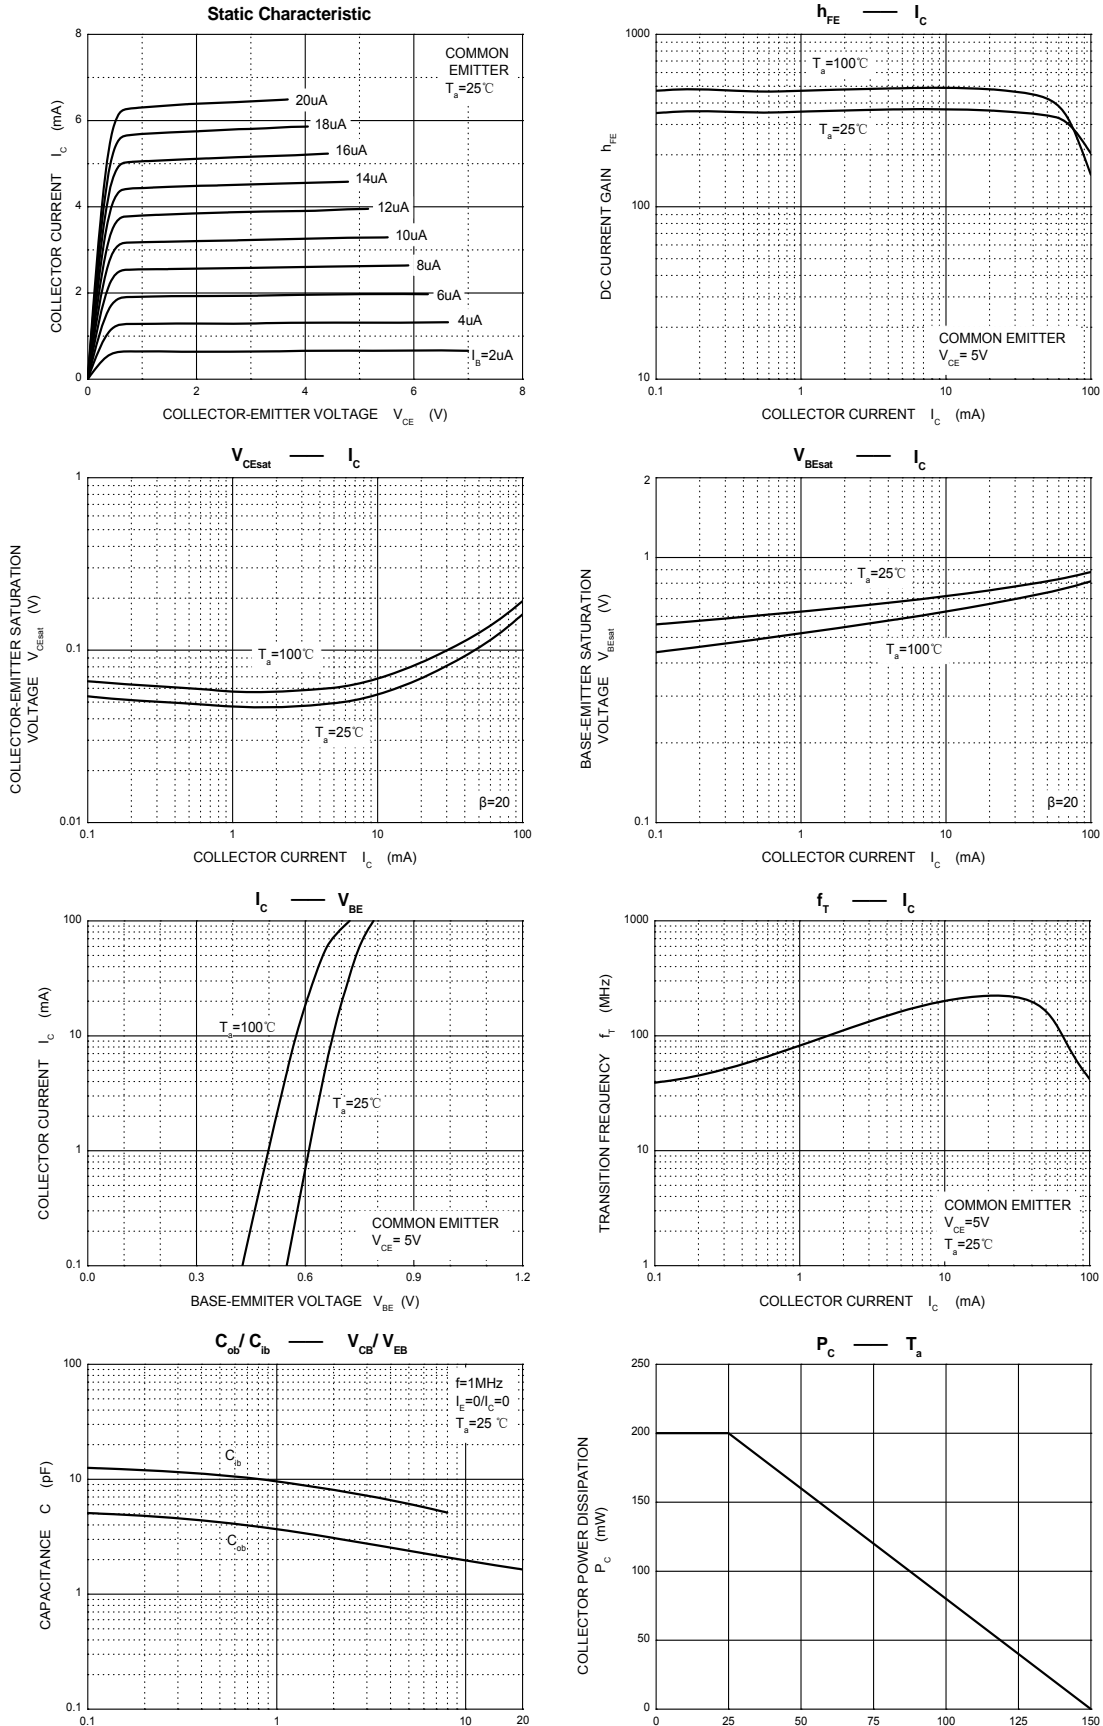 Static Characteristic
8
6
4
2
0
0
2
4
6
8
COMMON
EMITTER
Ta=25℃
20uA
18uA
16uA
14uA
12uA
10uA
8uA
6uA
4uA
IB=2uA
COLLECTOR CURRENT IC (mA)
COLLECTOR-EMITTER VOLTAGE VCE (V)
hFE —— IC
1000
100
10
0.1
1
10
100
Ta=100℃
Ta=25℃
COMMON EMITTER
VCE= 5V
DC CURRENT GAIN hFE
COLLECTOR CURRENT IC (mA)
VCEsat —— IC
1
0.1
0.01
0.1
1
10
100
Ta=100℃
Ta=25℃
β=20
COLLECTOR-EMITTER SATURATION
VOLTAGE VCEsat (V)
COLLECTOR CURRENT IC (mA)
VBEsat —— IC
2
1
0.1
0.1
1
10
100
Ta=25℃
Ta=100℃
β=20
BASE-EMITTER SATURATION
VOLTAGE VBEsat (V)
COLLECTOR CURRENT IC (mA)
IC —— VBE
100
10
1
0.1
0.0
0.3
0.6
0.9
1.2
Ta=100℃
Ta=25℃
COMMON EMITTER
VCE= 5V
COLLECTOR CURRENT IC (mA)
BASE-EMMITER VOLTAGE VBE (V)
fT —— IC
1000
100
10
1
0.1
1
10
100
COMMON EMITTER
VCE=5V
Ta=25℃
TRANSITION FREQUENCY fT (MHz)
COLLECTOR CURRENT IC (mA)
Cob/ Cib —— VCB/ VEB
100
10
1
0.1
0.1
1
10
20
f=1MHz
IE=0/IC=0
Ta=25 ℃
Cib
Cob
CAPACITANCE C (pF)
PC —— Ta
250
200
150
100
50
0
0
25
50
75
100
125
150
COLLECTOR POWER DISSIPATION
PC (mW)